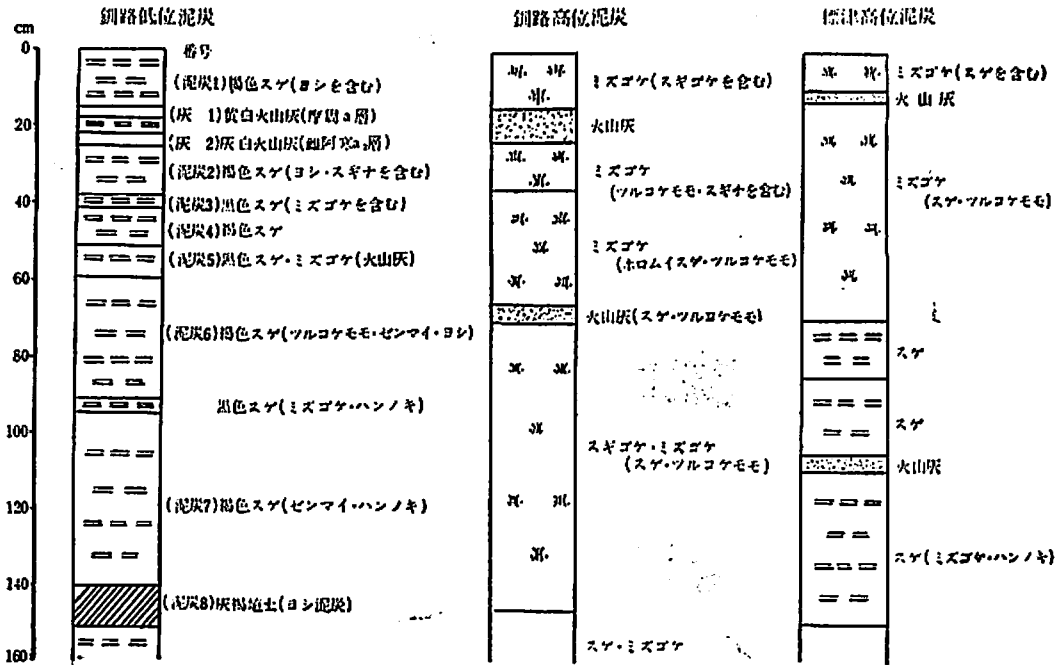 釧路低位泥炭
cm
番号
0
20
40
60
80
100
120
140
160
(泥炭1)褐色スゲ(ヨシを含む)
(灰 1)黄白火山灰(摩周a層)
(灰 2)灰白火山灰(雌阿寒a₂層)
(泥炭2)褐色スゲ(ヨシ・スギナを含む)
(泥炭3)黒色スゲ(ミズゴケを含む)
(泥炭4)褐色スゲ
(泥炭5)黒色スゲ・ミズゴケ(火山灰)
(泥炭6)褐色スゲ(ツルコケモモ・ゼンマイ・ヨシ)
黒色スゲ(ミズゴケ・ハンノキ)
(泥炭7)褐色スゲ(ゼンマイ・ハンノキ)
(泥炭8)灰褐埴土(ヨシ泥炭)
釧路高位泥炭
ミズゴケ(スギゴケを含む)
火山灰
ミズゴケ
(ツルコケモモ・スギナを含む)
ミズゴケ
(ホロムイスゲ・ツルコケモモ)
火山灰(スゲ・ツルコケモモ)
スギゴケ・ミズゴケ
(スゲ・ツルコケモモ)
スゲ・ミズゴケ
標津高位泥炭
ミズゴケ(スゲを含む)
火山灰
ミズゴケ
(スゲ・ツルコケモモ)
スゲ
スゲ
火山灰
スゲ(ミズゴケ・ハンノキ)